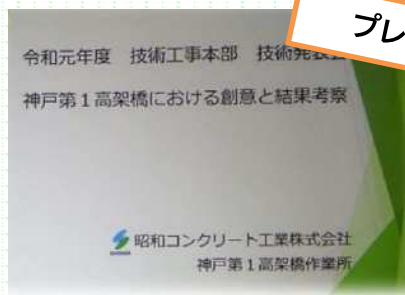 プレ
令和元年度 技術工事本部 技術発表会
神戸第1高架橋における創意と結果考察
昭和コンクリート工業株式会社
神戸第1高架橋作業所